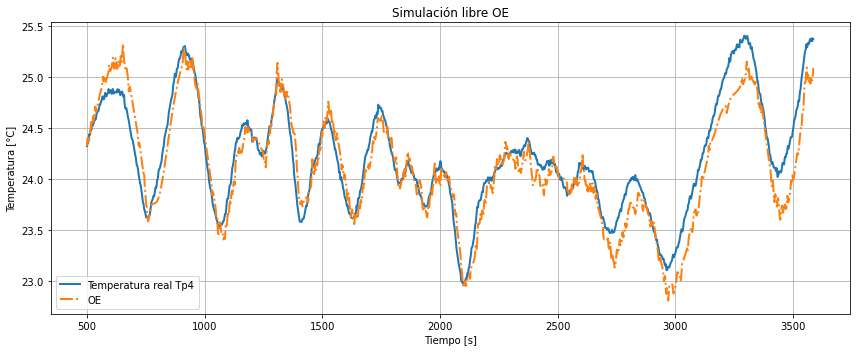 Simulación libre OE
Temperatura [°C]
25.5
25.0
24.5
24.0
23.5
23.0
Temperatura real Tp4
OE
500
1000
1500
2000
2500
3000
3500
Tiempo [s]